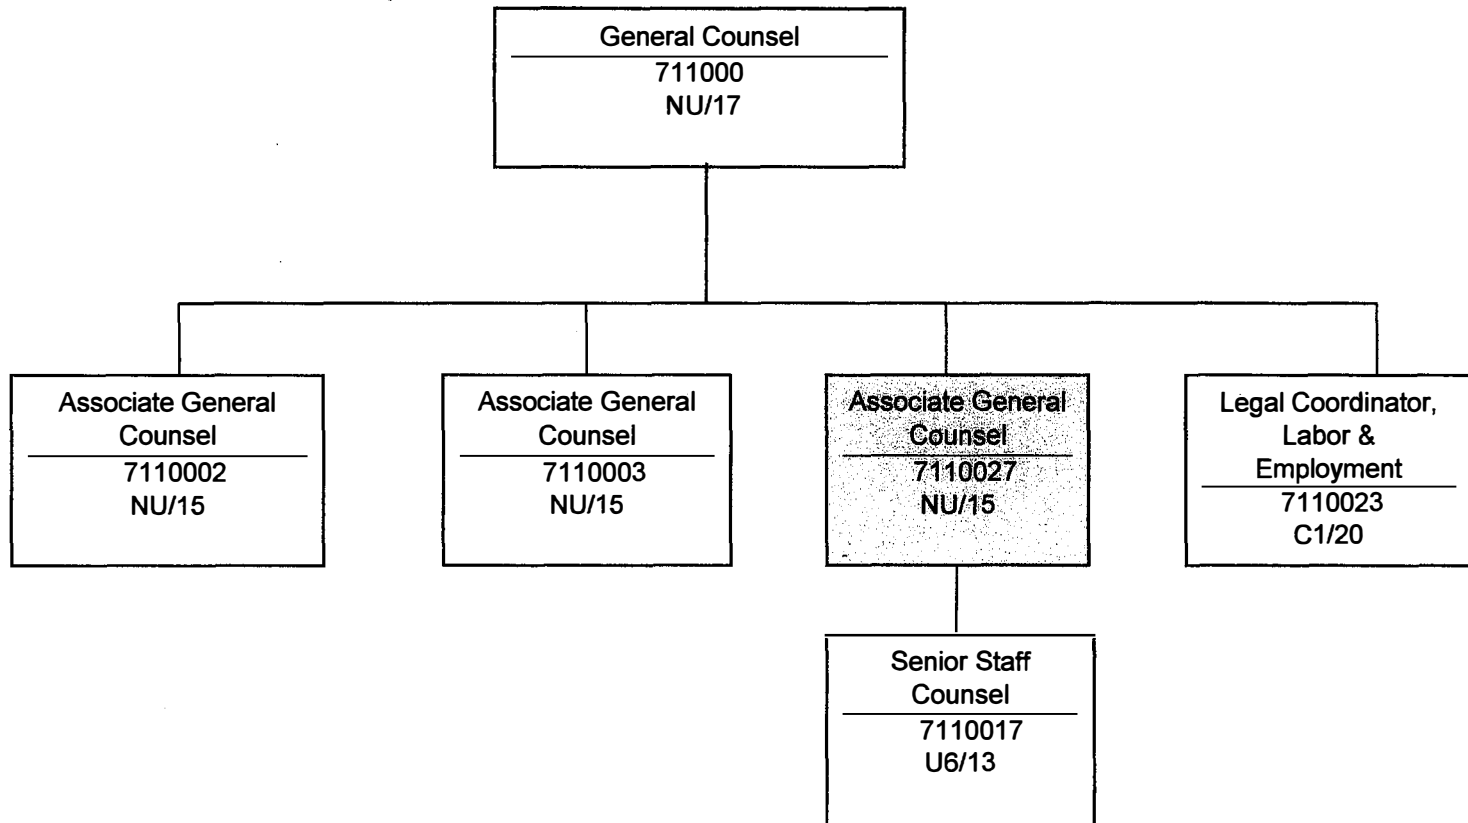 General Counsel
711000
NU/17
Associate General
Counsel
7110002
NU/15
Associate General
Counsel
7110003
NU/15
Associate General
Counsel
7110027
NU/15
Legal Coordinator,
Labor &
Employment
7110023
C1/20
Senior Staff
Counsel
7110017
U6/13